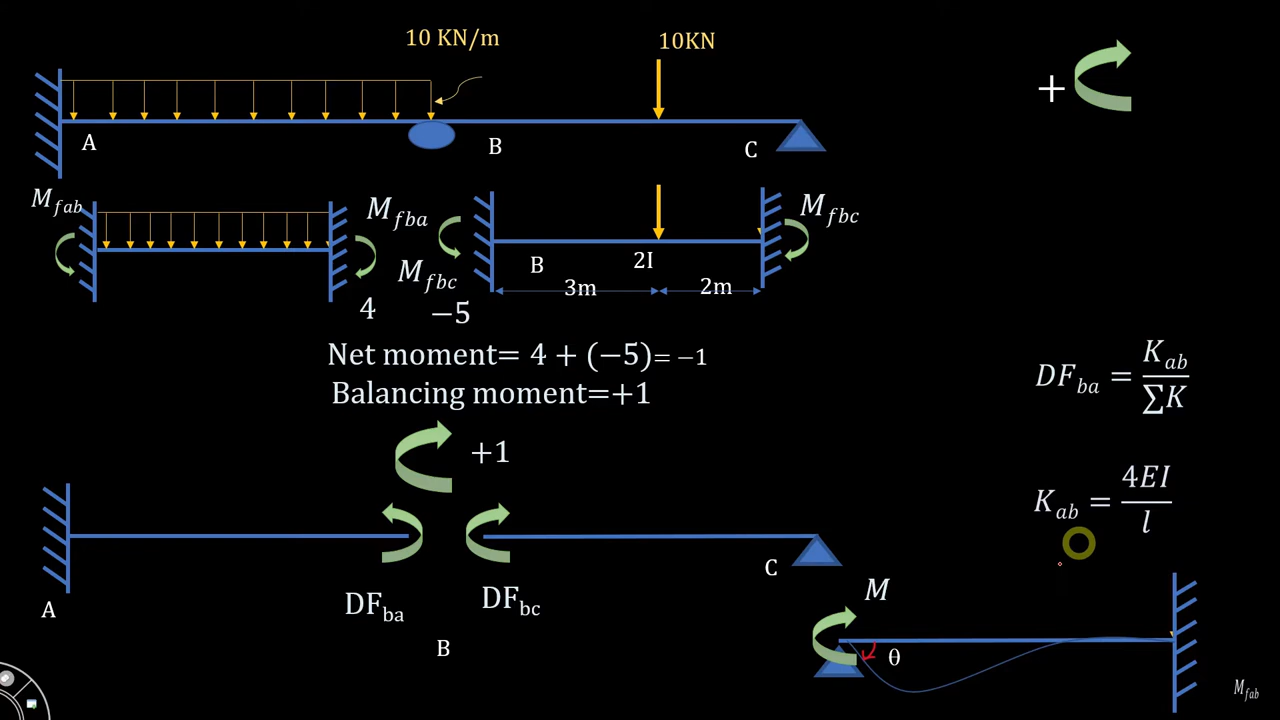 10 KN/m
10KN
+
A
B
C
M_fab
M_fba
M_fbc
M_fbc
B
2I
3m
2m
4
−5
Net moment= 4 + (−5)= −1
Balancing moment=+1
DF_ba = K_ab / ∑K
+1
K_ab = 4EI / l
C
A
DF_ba
DF_bc
B
M
θ
M_fab